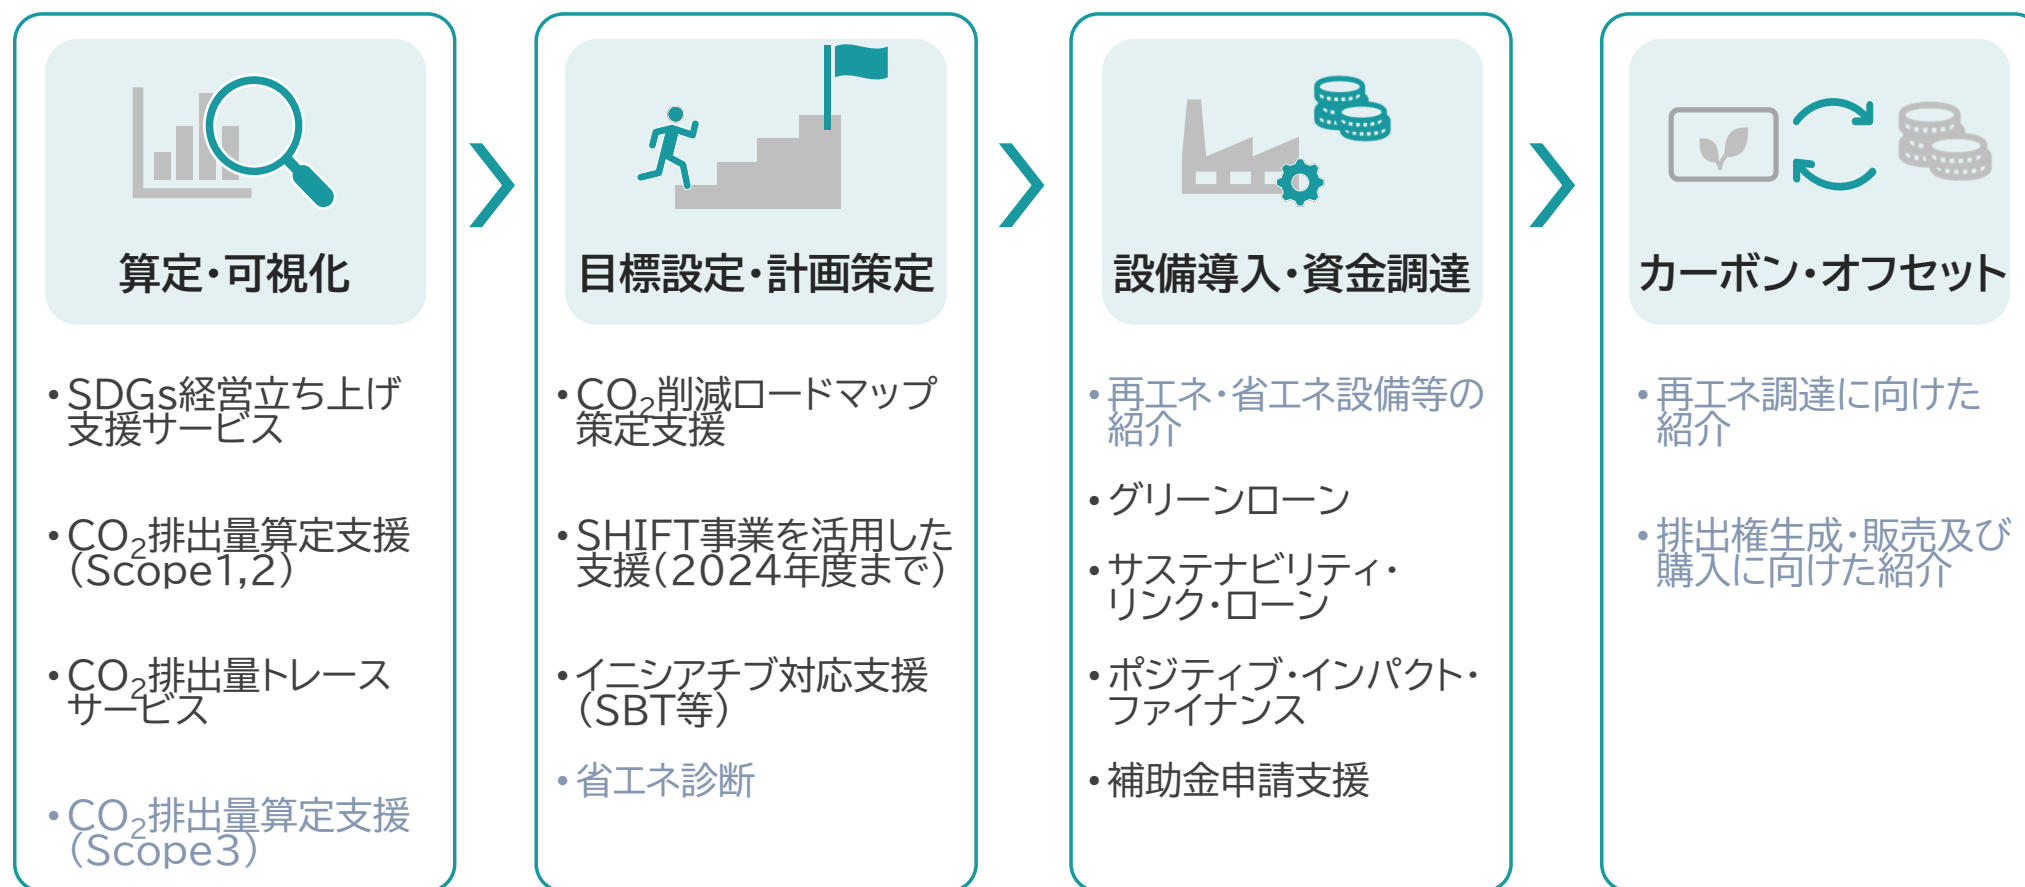 算定・可視化
・SDGs経営立ち上げ
支援サービス
・CO₂排出量算定支援
（Scope1,2）
・CO₂排出量トレース
サービス
・CO₂排出量算定支援
（Scope3）
目標設定・計画策定
・CO₂削減ロードマップ
策定支援
・SHIFT事業を活用した
支援（2024年度まで）
・イニシアチブ対応支援
（SBT等）
・省エネ診断
設備導入・資金調達
・再エネ・省エネ設備等の
紹介
・グリーンローン
・サステナビリティ・
リンク・ローン
・ポジティブ・インパクト・
ファイナンス
・補助金申請支援
カーボン・オフセット
・再エネ調達に向けた
紹介
・排出権生成・販売及び
購入に向けた紹介